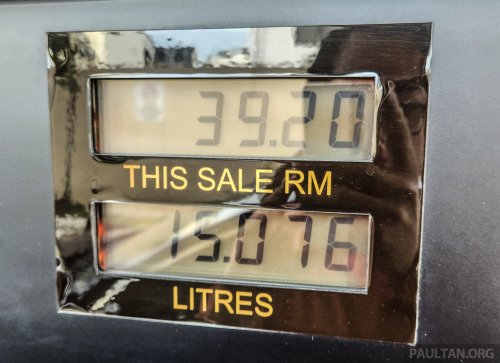 39.20
THIS SALE RM
15.076
LITRES
PAULTAN.ORG